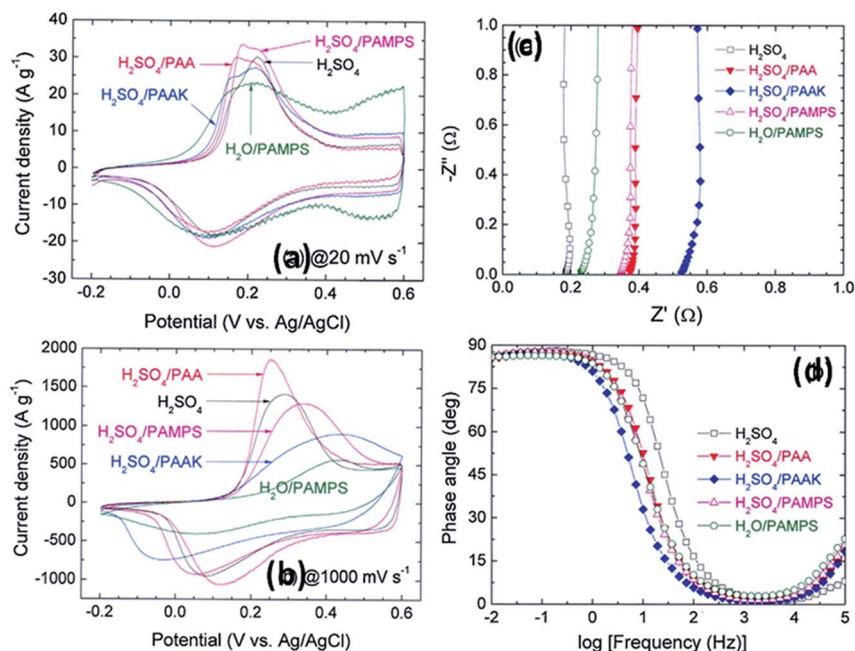 40
30
20
10
0
-10
-20
-30
-0.2
0.0
0.2
0.4
0.6
Current density (A g⁻¹)
Potential (V vs. Ag/AgCl)
H₂SO₄/PAMPS
H₂SO₄/PAA
H₂SO₄
H₂SO₄/PAAK
H₂O/PAMPS
(a)@20 mV s⁻¹
2000
1500
1000
500
0
-500
-1000
-0.2
0.0
0.2
0.4
0.6
Current density (A g⁻¹)
Potential (V vs. Ag/AgCl)
H₂SO₄/PAA
H₂SO₄
H₂SO₄/PAMPS
H₂SO₄/PAAK
H₂O/PAMPS
(b)@1000 mV s⁻¹
(c)
1.0
0.8
0.6
0.4
0.2
0.0
0.0
0.2
0.4
0.6
0.8
1.0
-Z" (Ω)
Z' (Ω)
H₂SO₄
H₂SO₄/PAA
H₂SO₄/PAAK
H₂SO₄/PAMPS
H₂O/PAMPS
(d)
90
75
60
45
30
15
0
-2
-1
0
1
2
3
4
5
Phase angle (deg)
log [Frequency (Hz)]
H₂SO₄
H₂SO₄/PAA
H₂SO₄/PAAK
H₂SO₄/PAMPS
H₂O/PAMPS